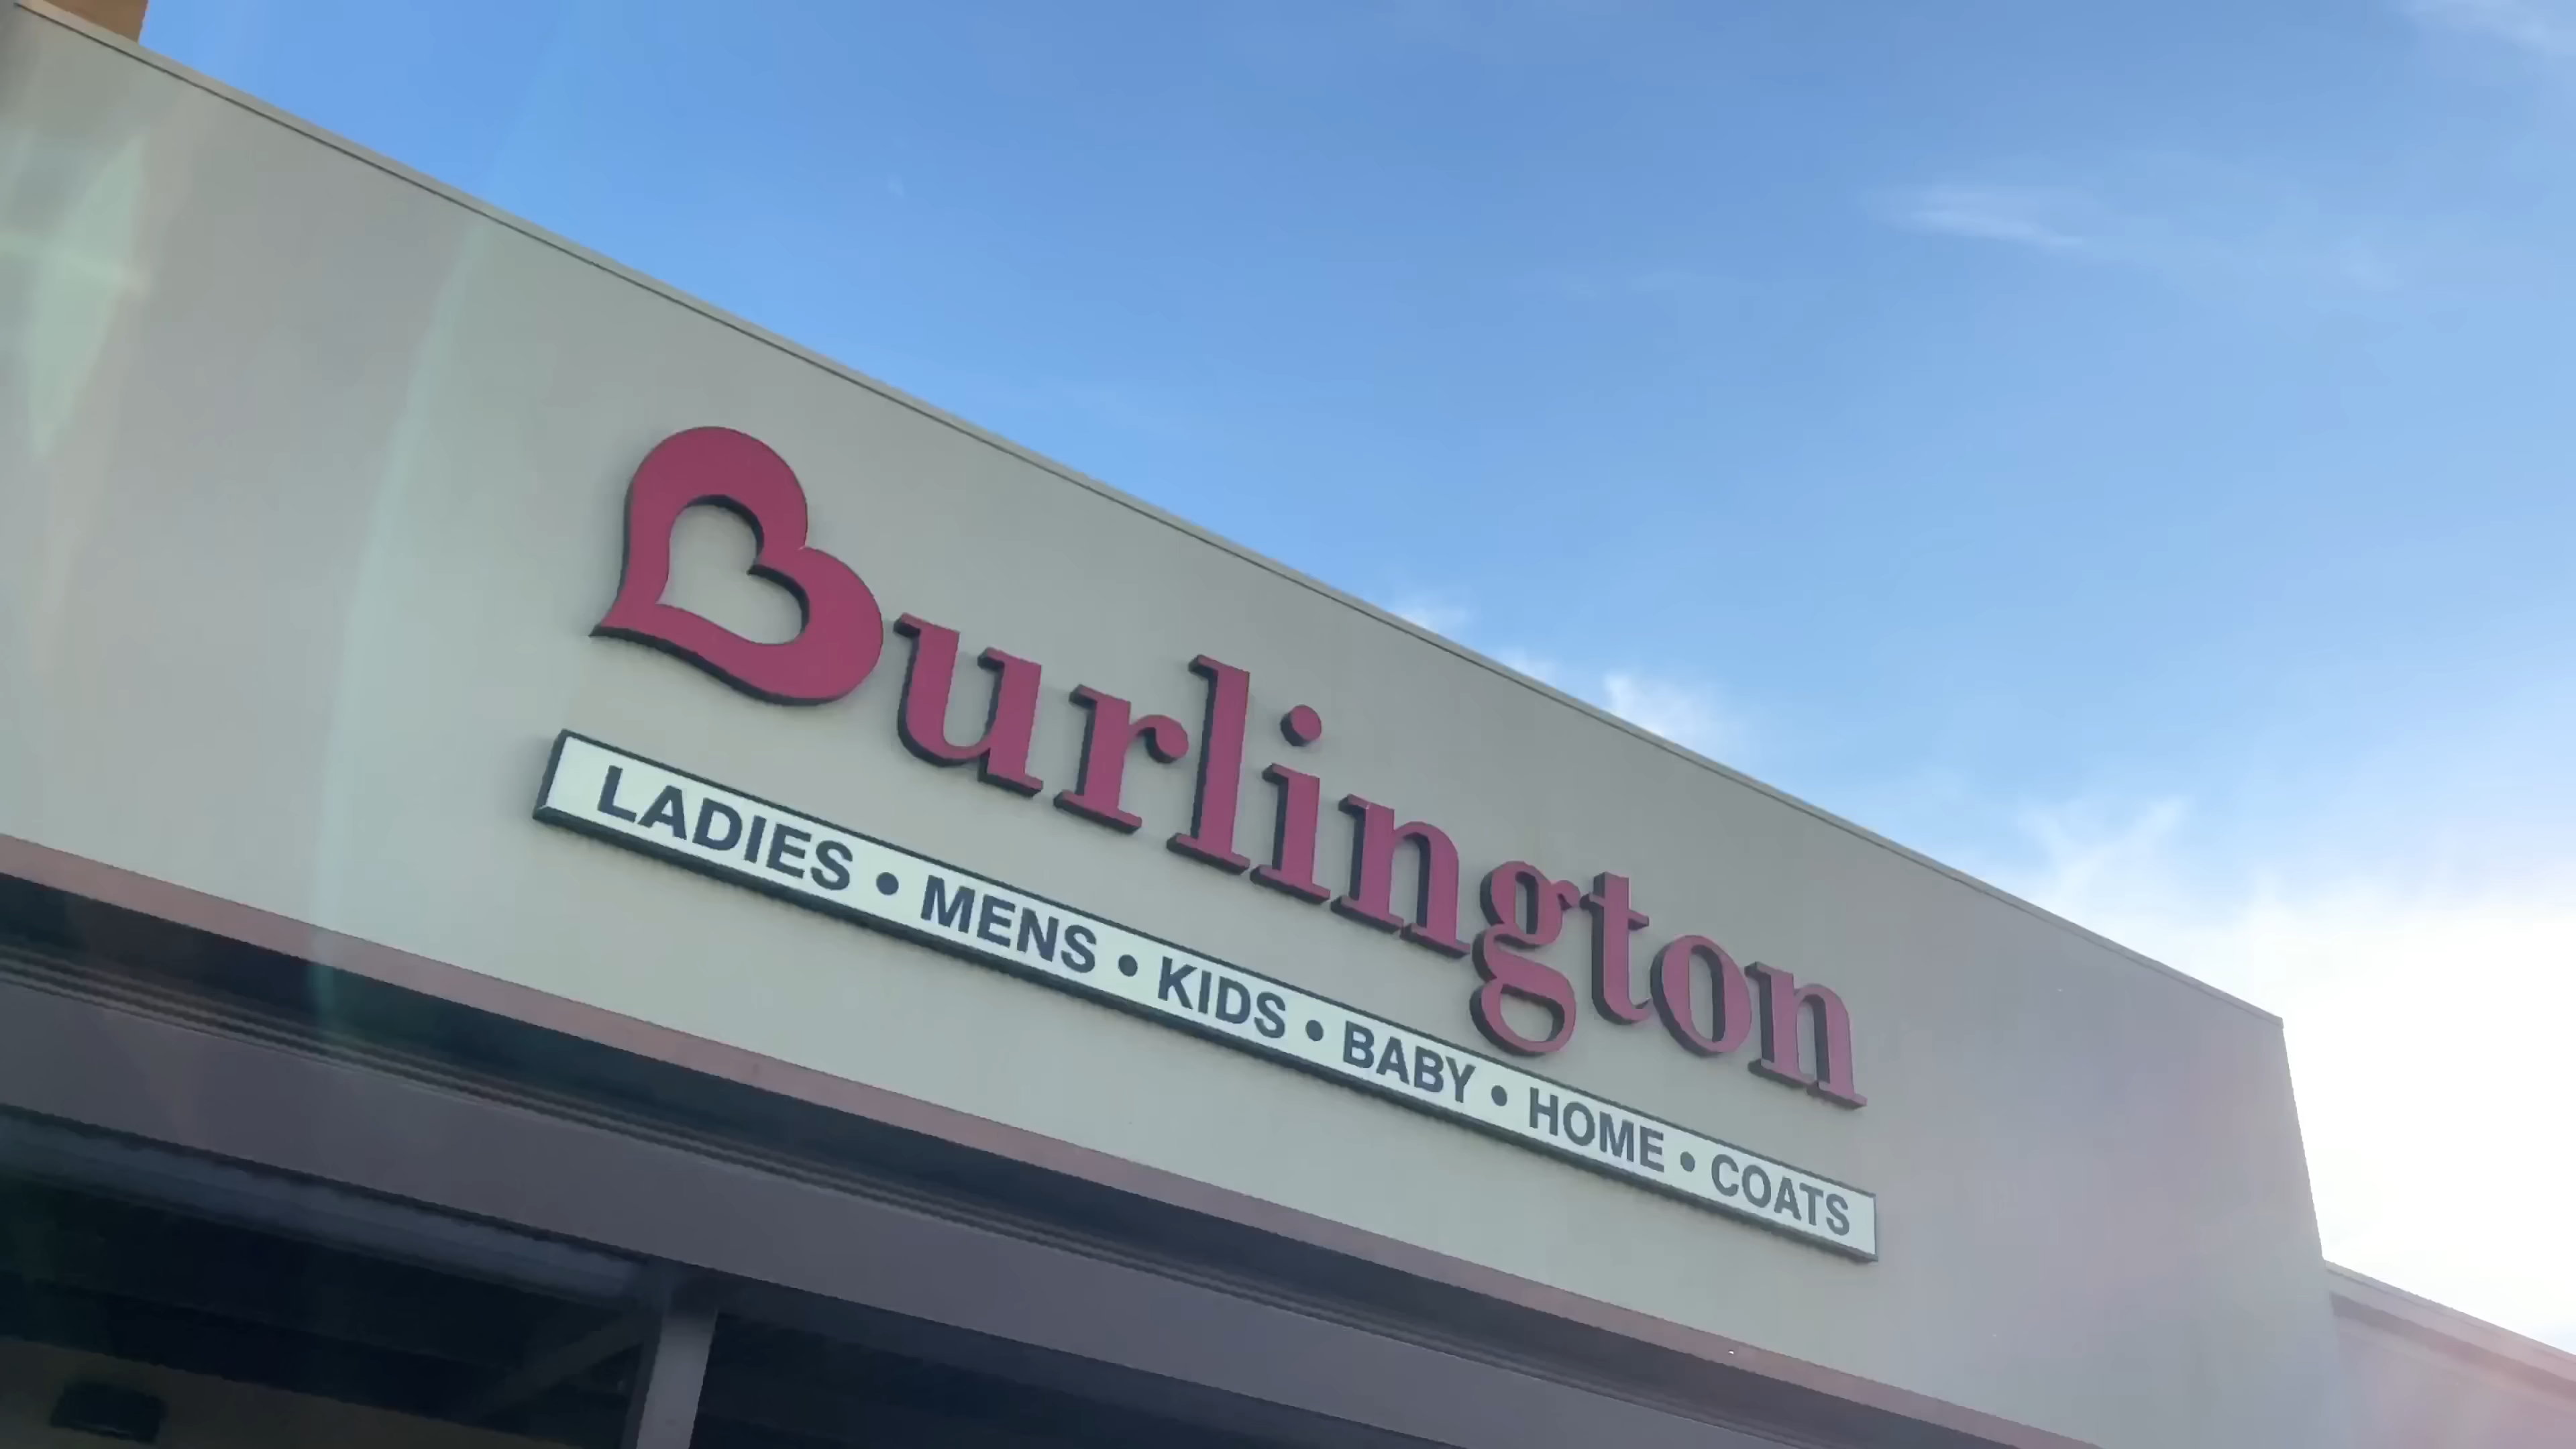 Burlington
LADIES • MENS • KIDS • BABY • HOME • COATS